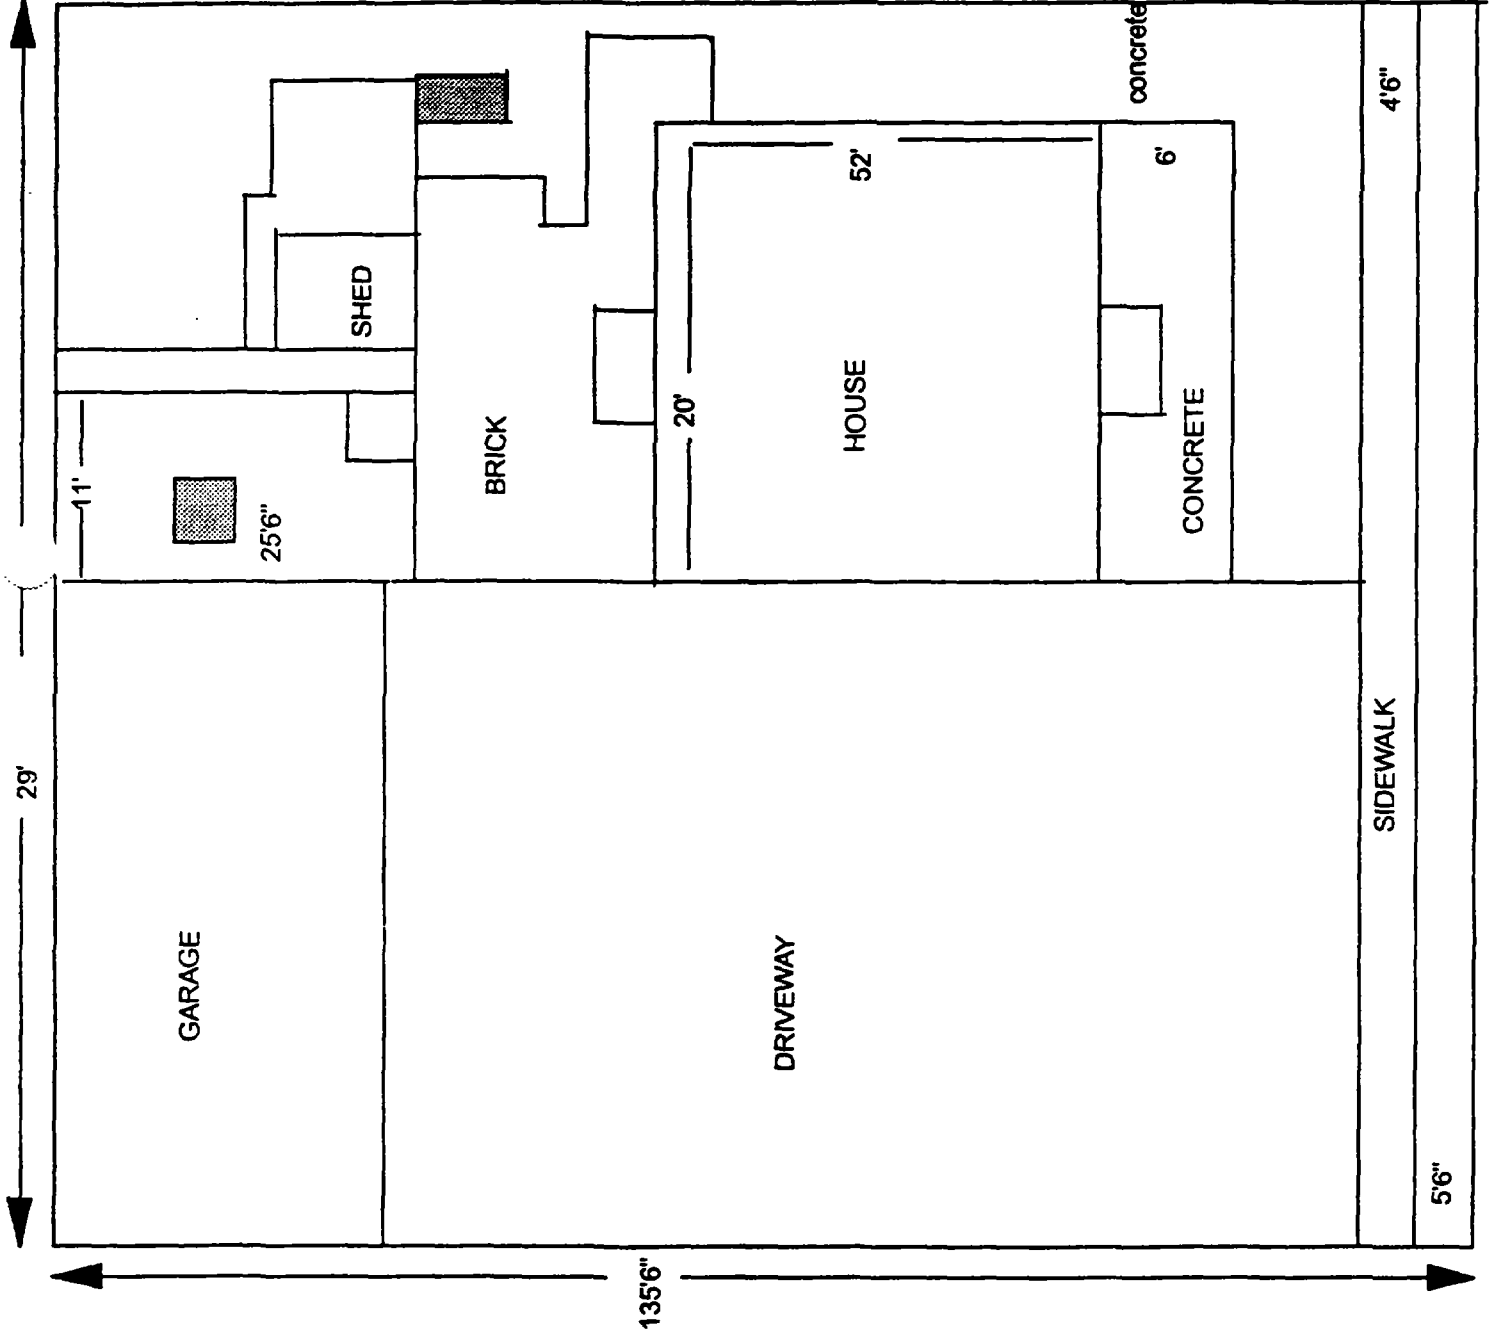 concrete
4'6"
52'
6'
SHED
20'
HOUSE
BRICK
CONCRETE
11'
25'6"
29'
SIDEWALK
GARAGE
DRIVEWAY
5'6"
135'6"